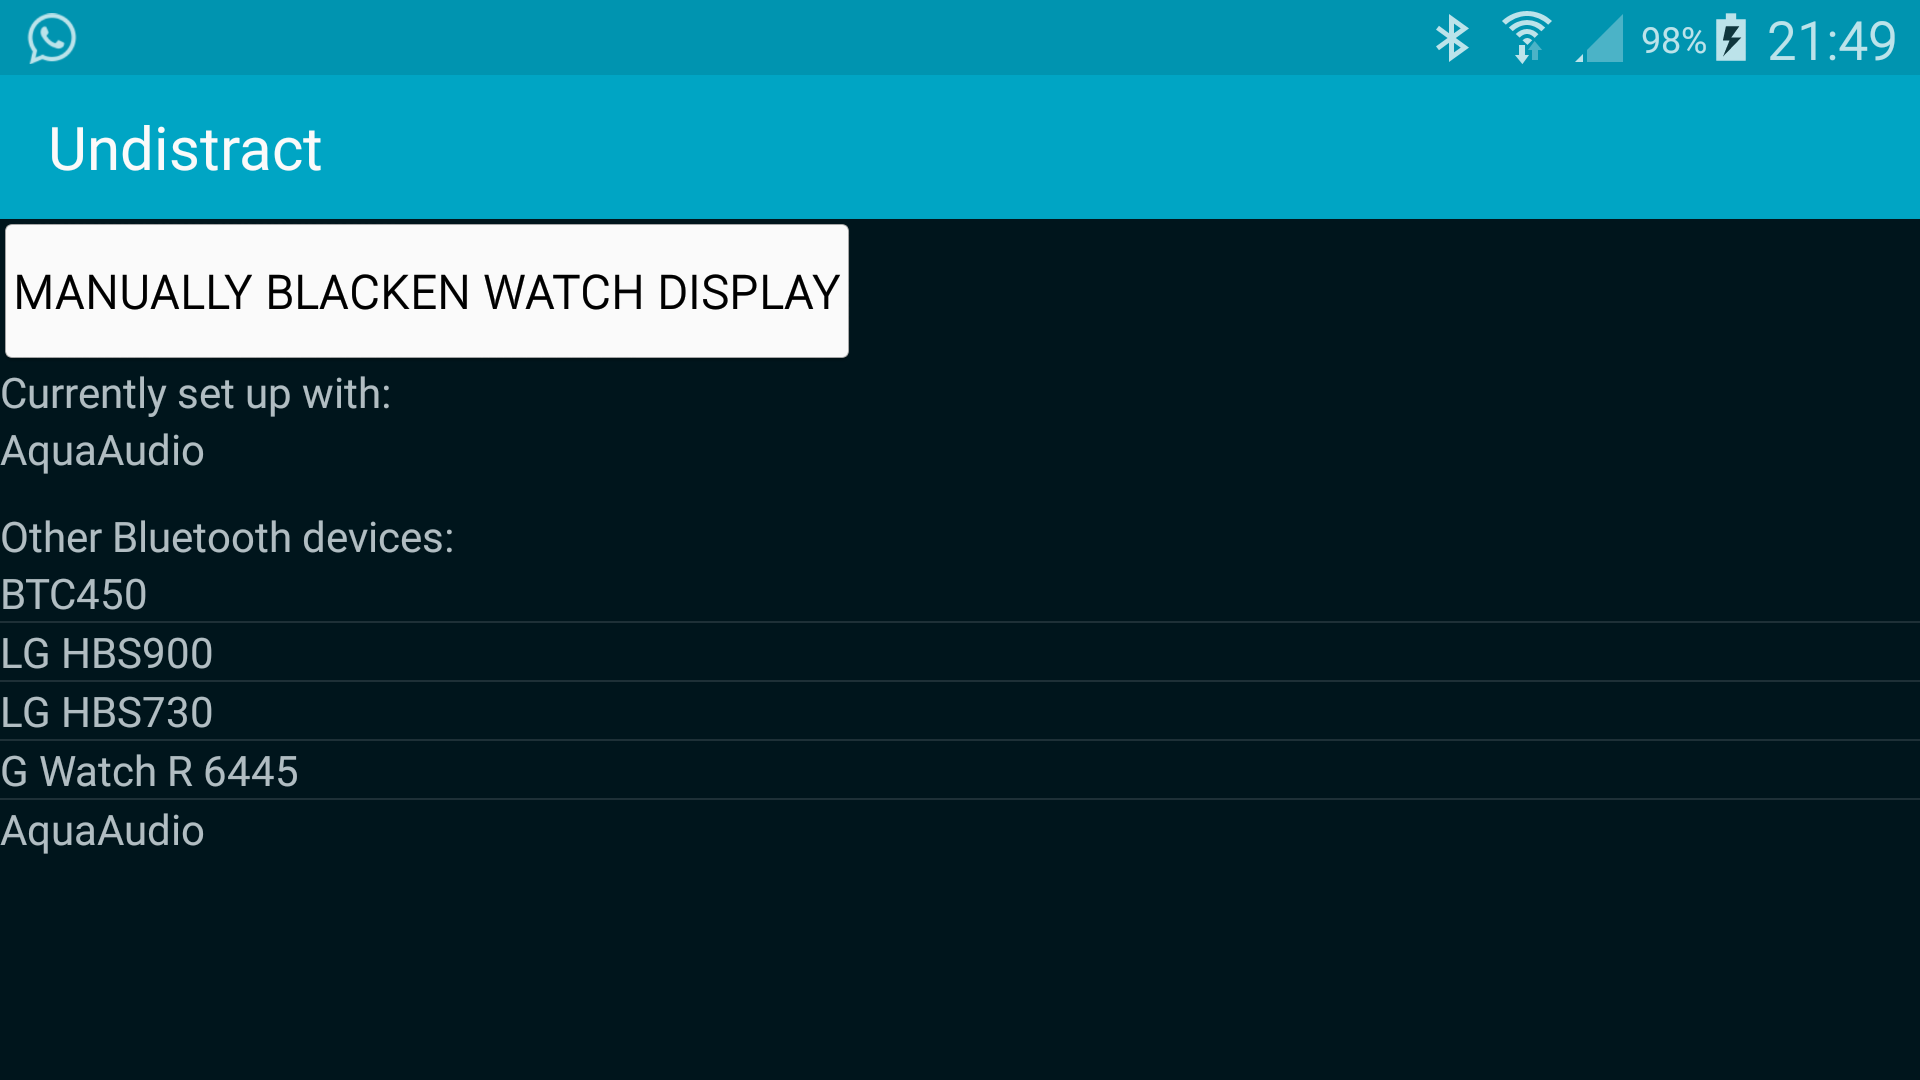 98% 21:49
Undistract
MANUALLY BLACKEN WATCH DISPLAY
Currently set up with:
AquaAudio
Other Bluetooth devices:
BTC450
LG HBS900
LG HBS730
G Watch R 6445
AquaAudio